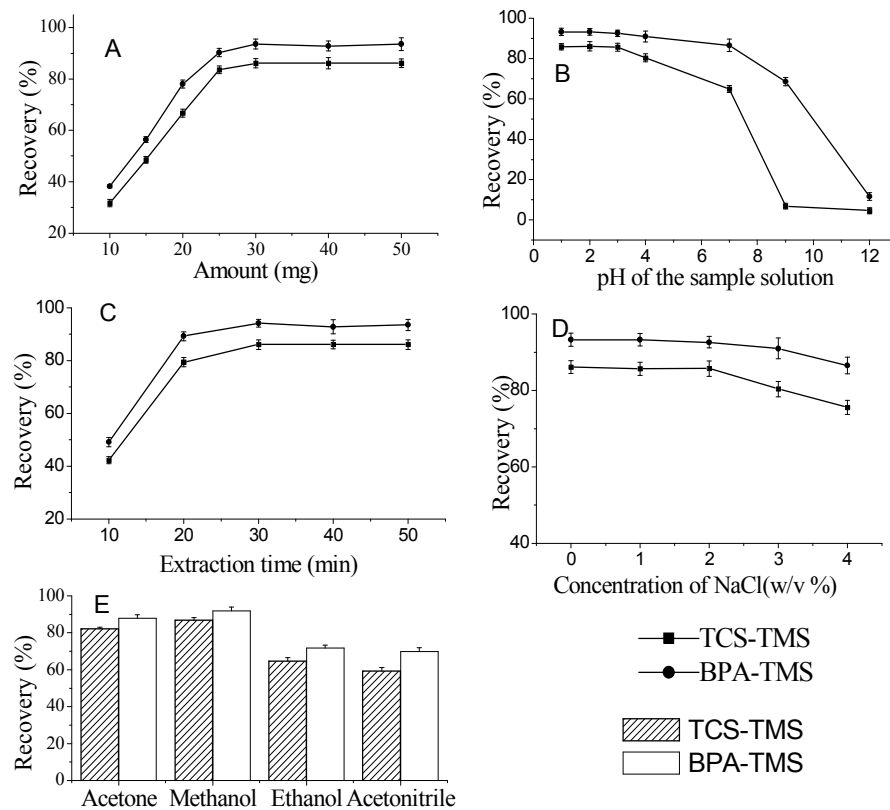 A
Recovery (%)
100
80
60
40
20
10 20 30 40 50
Amount (mg)
B
Recovery (%)
100
80
60
40
20
0
0 2 4 6 8 10 12
pH of the sample solution
C
Recovery (%)
100
80
60
40
20
10 20 30 40 50
Extraction time (min)
D
Recovery (%)
100
80
60
40
0 1 2 3 4
Concentration of NaCl(w/v %)
E
Recovery (%)
100
80
60
40
20
0
Acetone Methanol Ethanol Acetonitrile
TCS-TMS
BPA-TMS
TCS-TMS
BPA-TMS